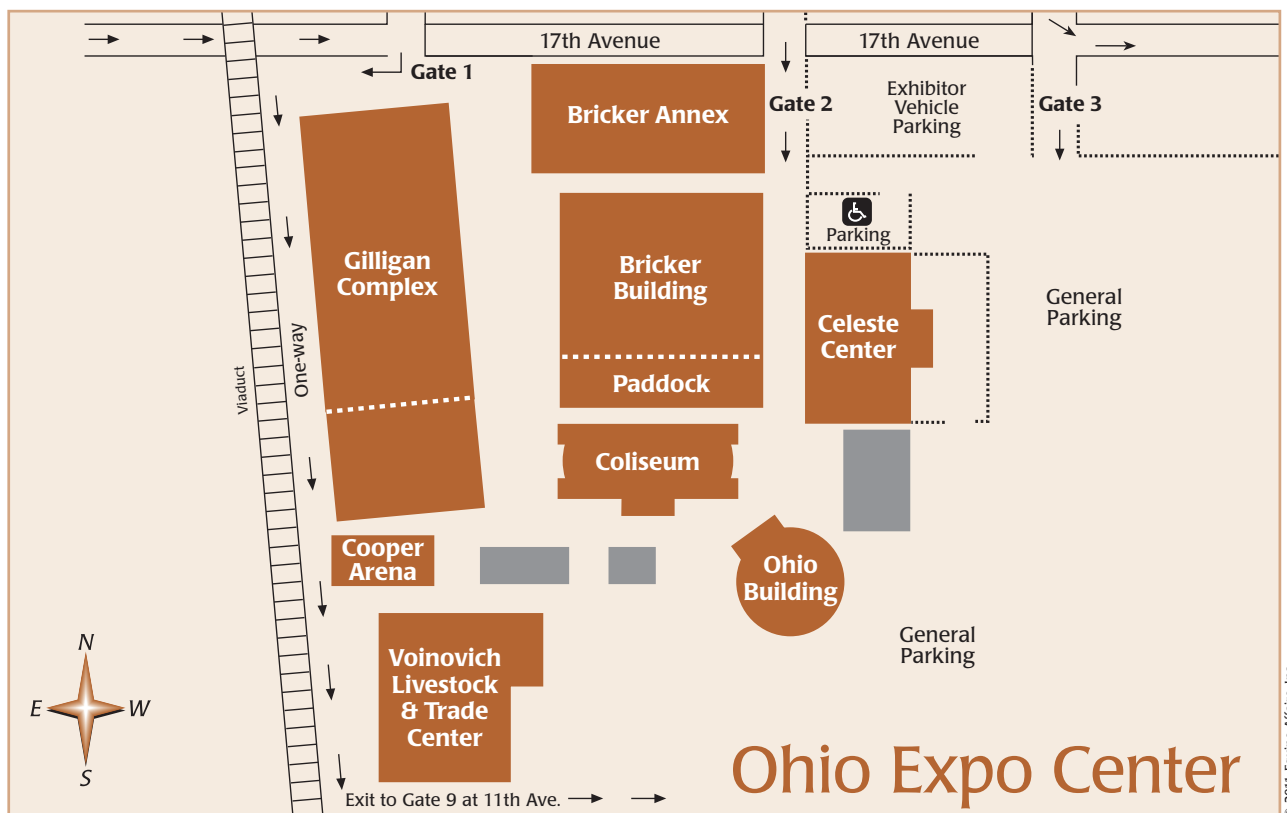 17th Avenue
17th Avenue
Gate 1
Bricker Annex
Gate 2
Exhibitor
Vehicle
Parking
Gate 3
Parking
Gilligan
Complex
Bricker
Building
Celeste
Center
General
Parking
Viaduct
One-way
Paddock
Coliseum
Cooper
Arena
Ohio
Building
General
Parking
Voinovich
Livestock
& Trade
Center
N
E
W
S
Ohio Expo Center
Exit to Gate 9 at 11th Ave.